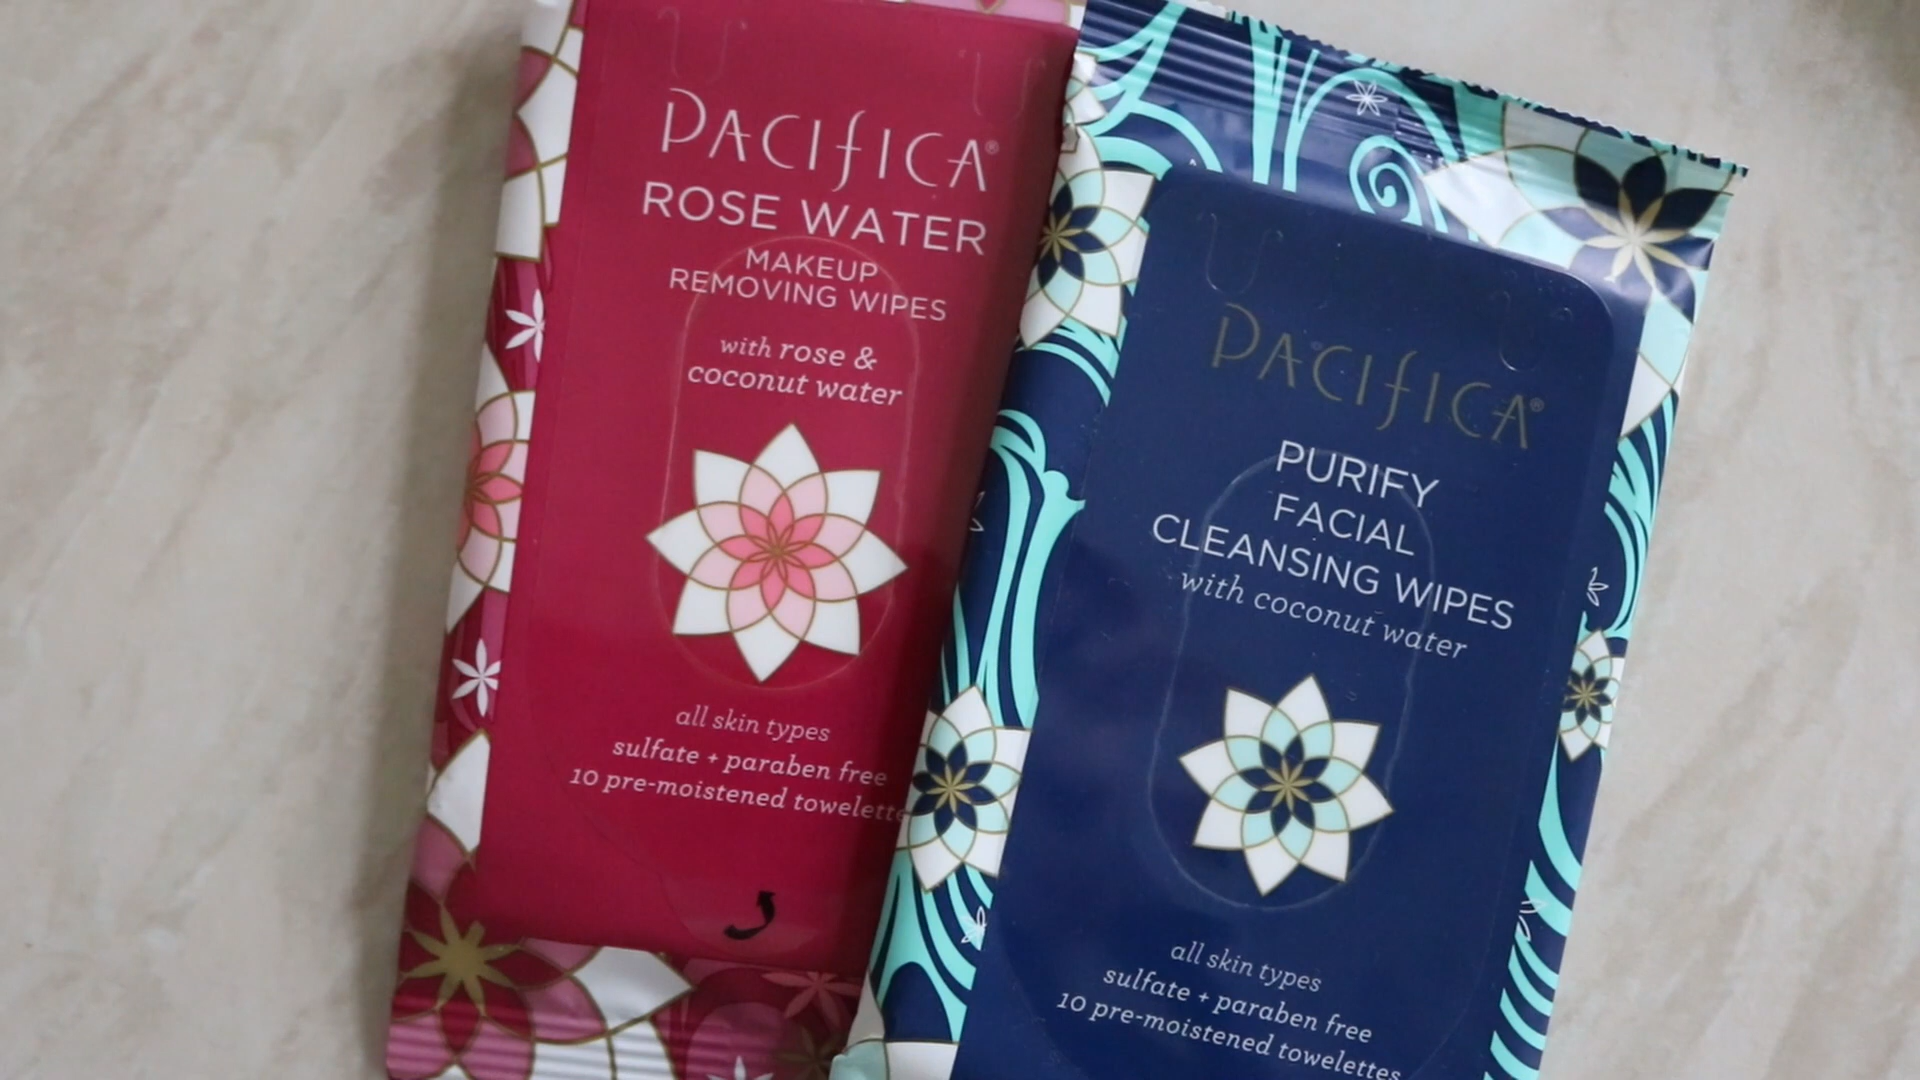 PACIFICA®
ROSE WATER
MAKEUP
REMOVING WIPES
with rose &
coconut water
all skin types
sulfate + paraben free
10 pre-moistened towelette
PACIFICA®
PURIFY
FACIAL
CLEANSING WIPES
with coconut water
all skin types
sulfate + paraben free
10 pre-moistened towelettes